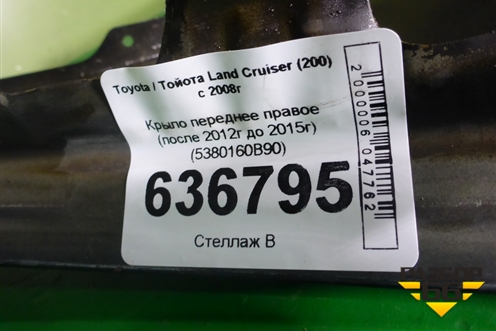 Toyota / Тойота Land Cruiser (200)
с 2008г
Крыло переднее правое
(после 2012г до 2015г)
(5380160B90)
636795
Стеллаж В
2000006047762